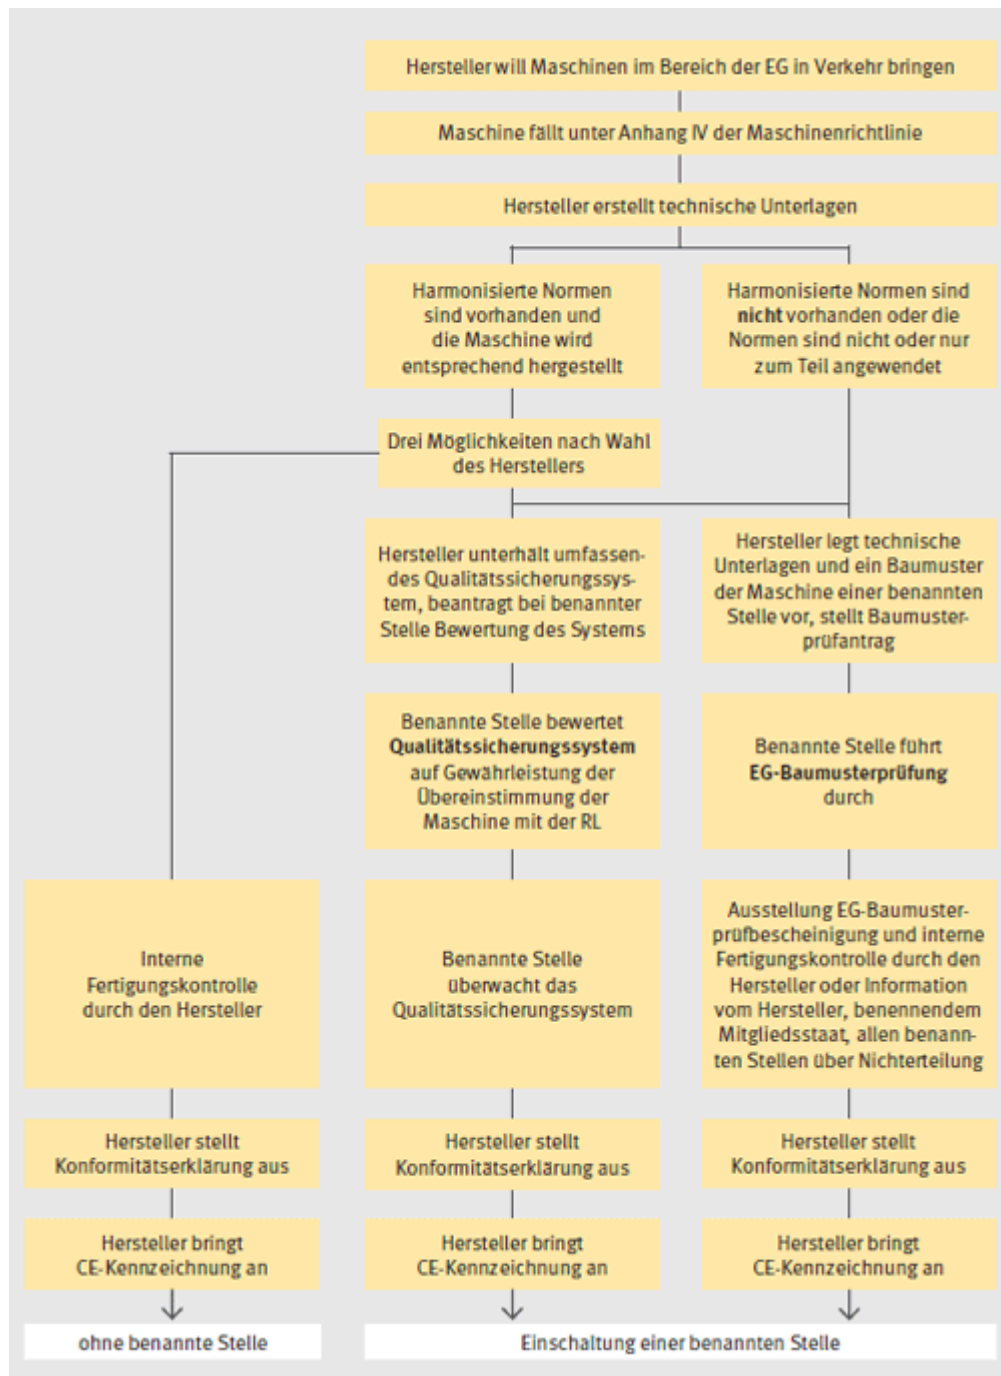 Hersteller will Maschinen im Bereich der EG in Verkehr bringen
Maschine fällt unter Anhang IV der Maschinenrichtlinie
Hersteller erstellt technische Unterlagen
Harmonisierte Normen
sind vorhanden und
die Maschine wird
entsprechend hergestellt
Harmonisierte Normen sind
nicht vorhanden oder die
Normen sind nicht oder nur
zum Teil angewendet
Drei Möglichkeiten nach Wahl
des Herstellers
Hersteller unterhält umfassen-
des Qualitätssicherungssys-
tem, beantragt bei benannter
Stelle Bewertung des Systems
Hersteller legt technische
Unterlagen und ein Baumuster
der Maschine einer benannten
Stelle vor, stellt Baumuster-
prüfantrag
Benannte Stelle bewertet
Qualitätssicherungssystem
auf Gewährleistung der
Übereinstimmung der
Maschine mit der RL
Benannte Stelle führt
EG-Baumusterprüfung
durch
Interne
Fertigungskontrolle
durch den Hersteller
Benannte Stelle
überwacht das
Qualitätssicherungssystem
Ausstellung EG-Baumuster-
prüfbescheinigung und interne
Fertigungskontrolle durch den
Hersteller oder Information
vom Hersteller, benennendem
Mitgliedsstaat, allen benann-
ten Stellen über Nichterteilung
Hersteller stellt
Konformitätserklärung aus
Hersteller stellt
Konformitätserklärung aus
Hersteller stellt
Konformitätserklärung aus
Hersteller bringt
CE-Kennzeichnung an
Hersteller bringt
CE-Kennzeichnung an
Hersteller bringt
CE-Kennzeichnung an
ohne benannte Stelle
Einschaltung einer benannten Stelle